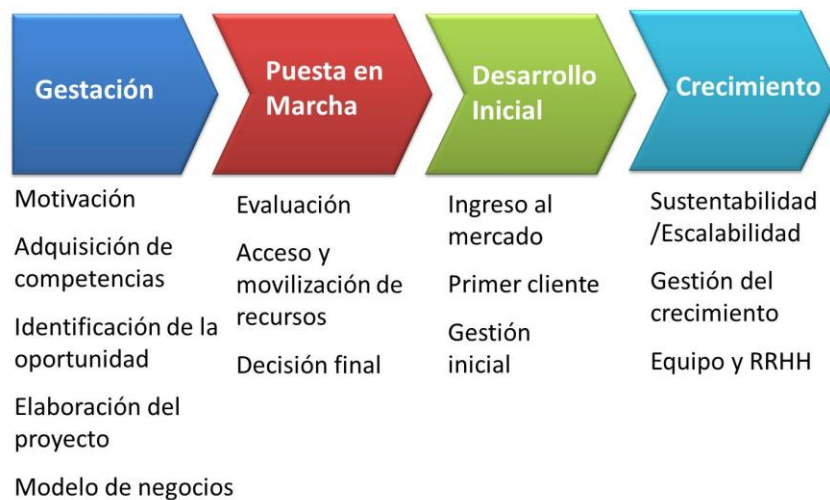 Gestación
Motivación
Adquisición de
competencias
Identificación de la
oportunidad
Elaboración del
proyecto
Modelo de negocios
Puesta en
Marcha
Evaluación
Acceso y
movilización de
recursos
Decisión final
Desarrollo
Inicial
Ingreso al
mercado
Primer cliente
Gestión
inicial
Crecimiento
Sustentabilidad
/Escalabilidad
Gestión del
crecimiento
Equipo y RRHH